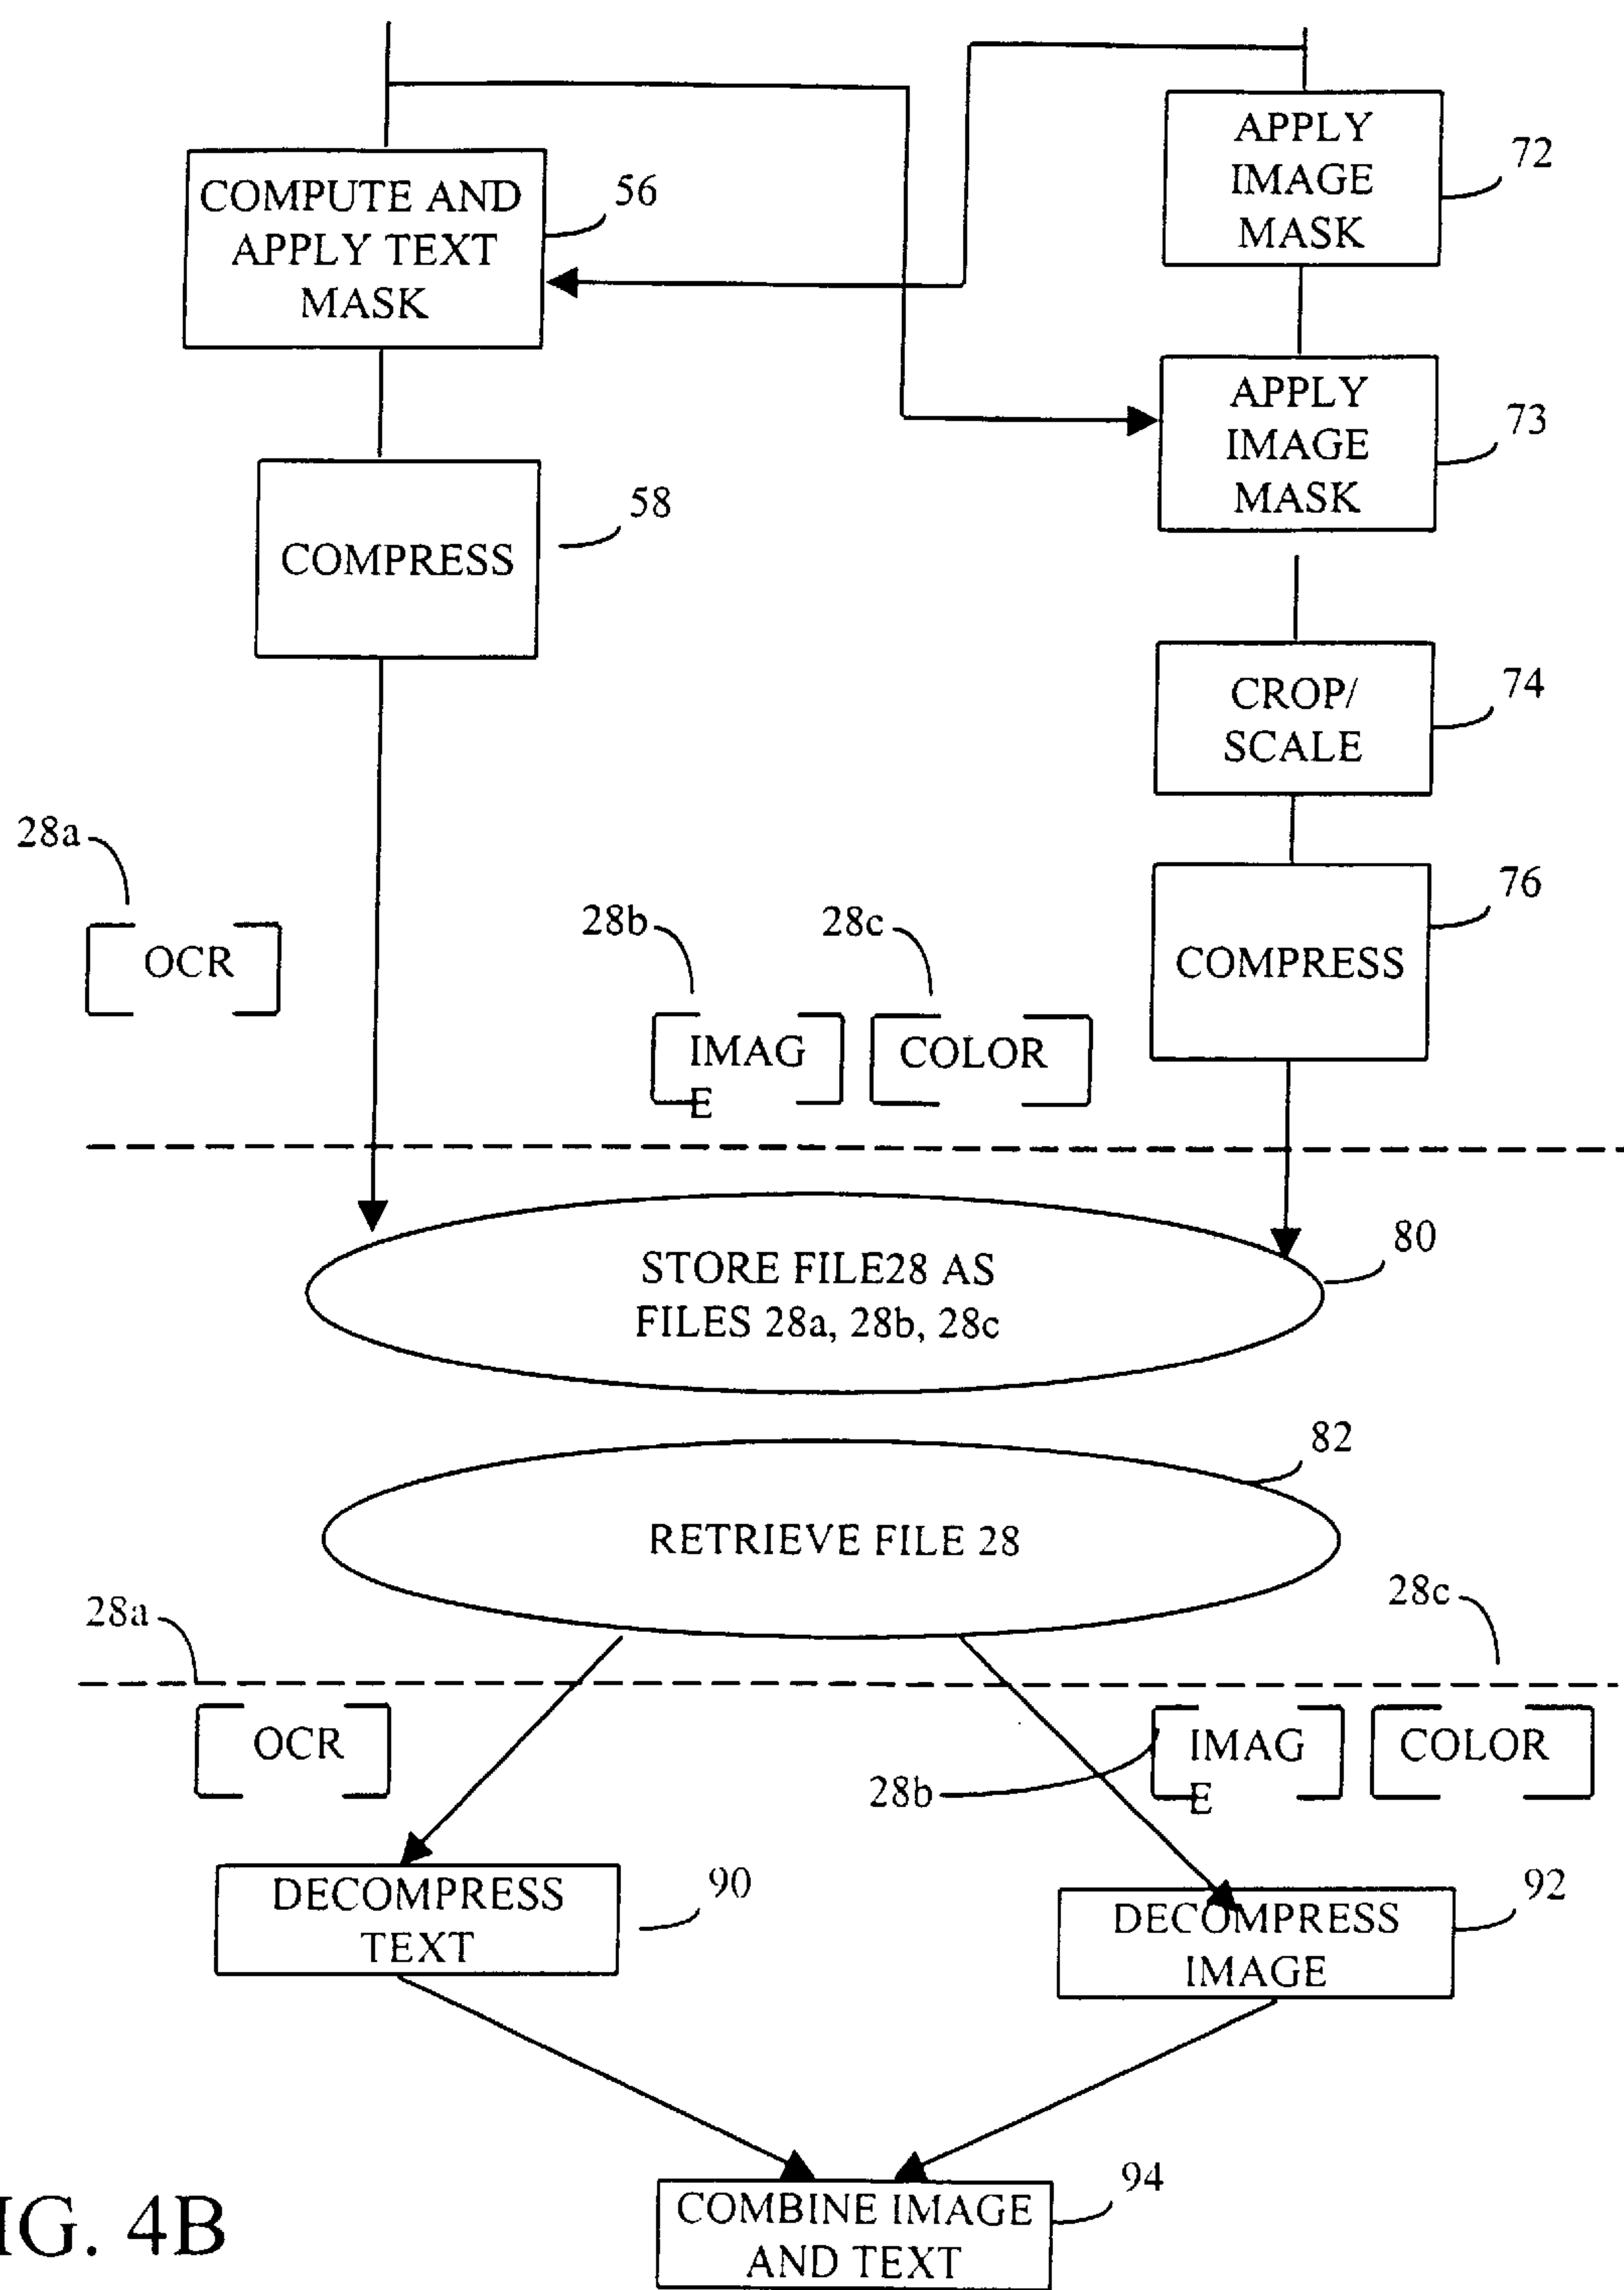 APPLY
IMAGE
MASK
72
COMPUTE AND
APPLY TEXT
MASK
56
APPLY
IMAGE
MASK
73
COMPRESS
58
CROP/
SCALE
74
28a
OCR
28b
28c
IMAG
E
COLOR
COMPRESS
76
STORE FILE28 AS
FILES 28a, 28b, 28c
80
82
RETRIEVE FILE 28
28a
28c
OCR
IMAG
E
COLOR
28b
DECOMPRESS
TEXT
90
DECOMPRESS
IMAGE
92
COMBINE IMAGE
AND TEXT
94
IG. 4B